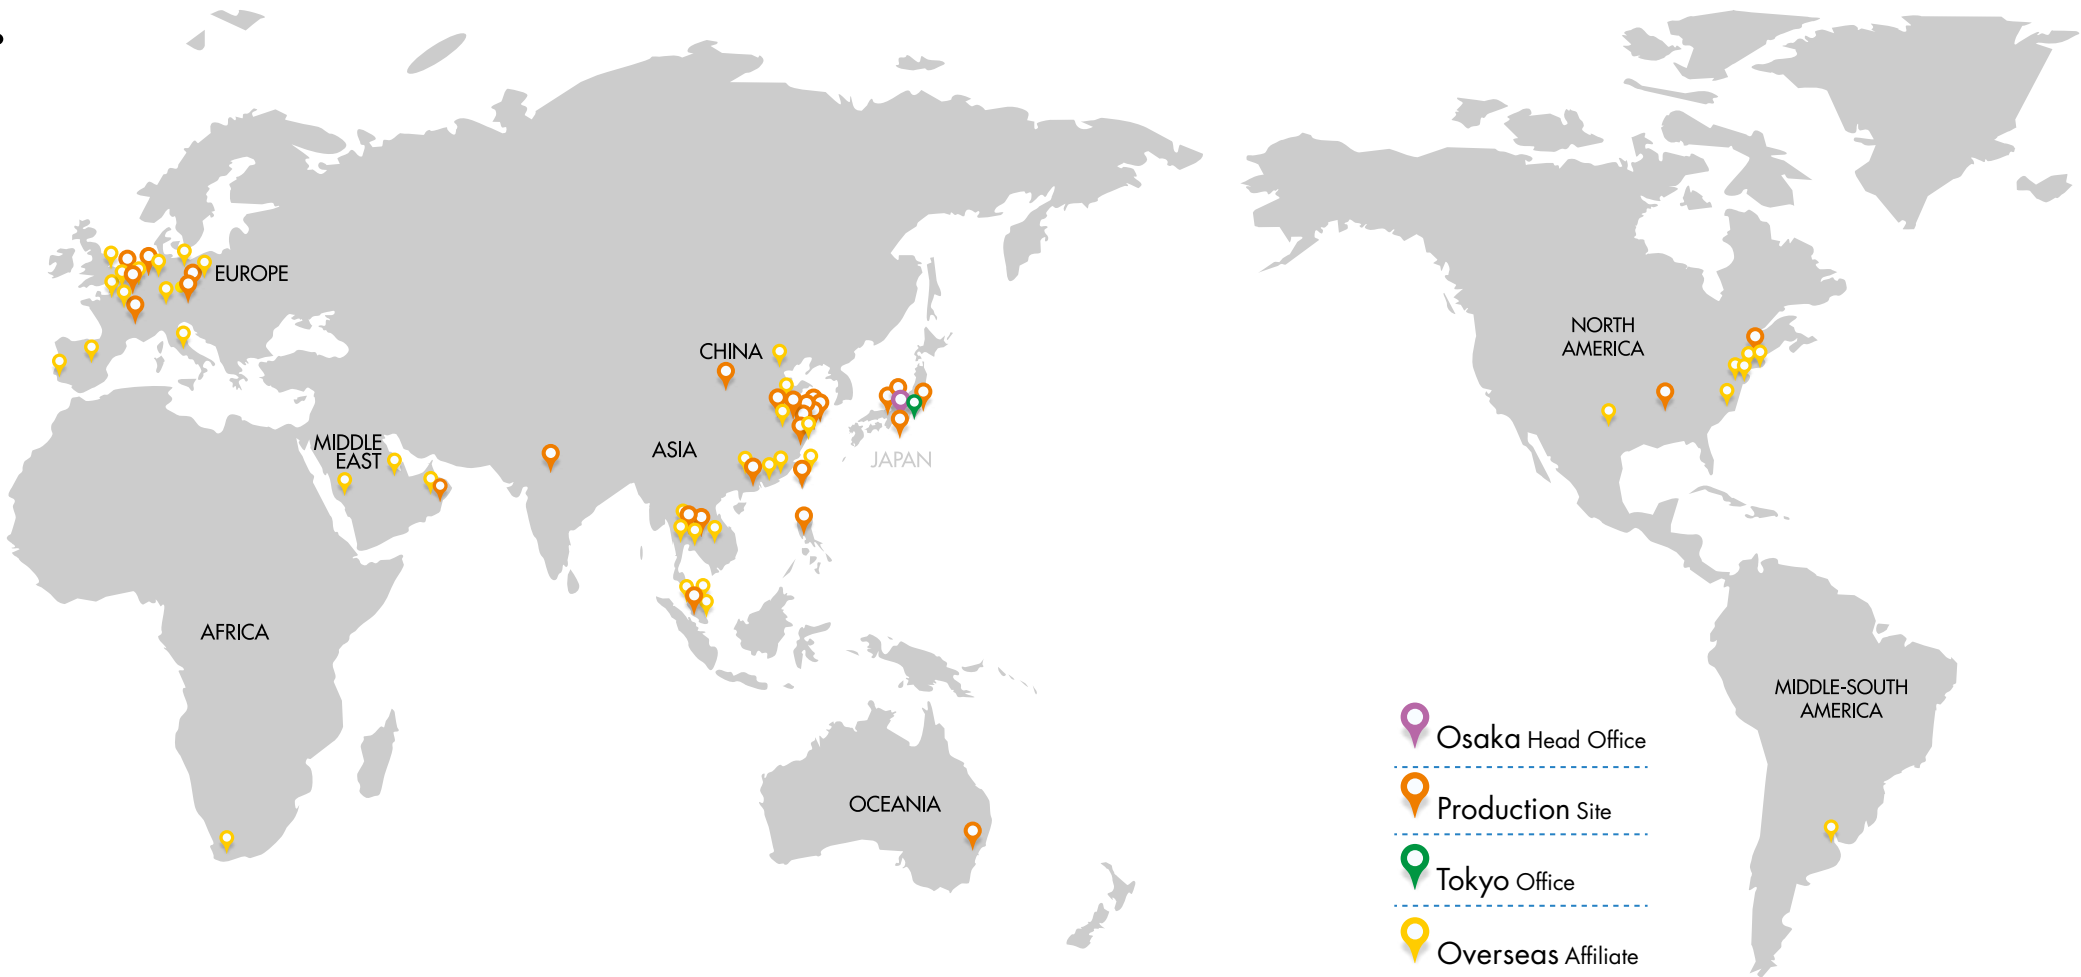 EUROPE
CHINA
NORTH
AMERICA
MIDDLE
EAST
ASIA
JAPAN
AFRICA
MIDDLE-SOUTH
AMERICA
OCEANIA
Osaka Head Office
Production Site
Tokyo Office
Overseas Affiliate